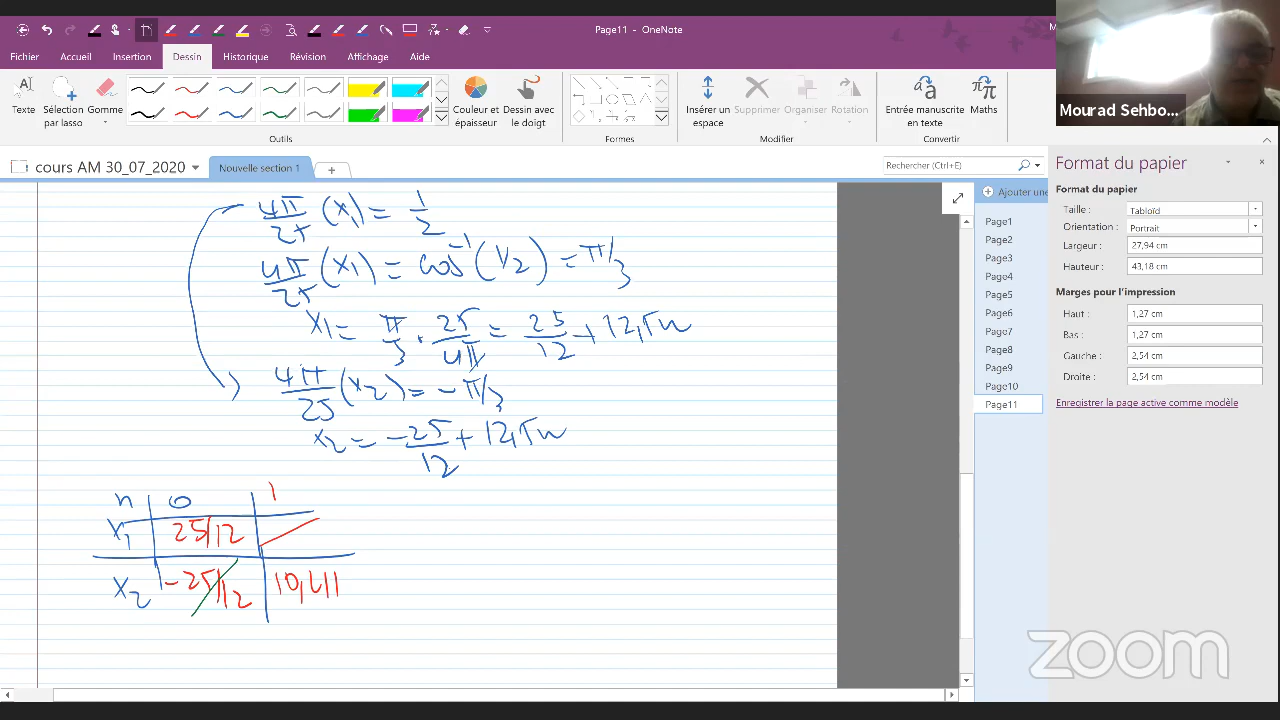 Page11 - OneNote
Fichier Accueil Insertion Dessin Historique Révision Affichage Aide
Texte
Sélection par lasso
Gomme
Couleur et épaisseur
Dessin avec le doigt
Insérer un espace
Supprimer
Organiser
Rotation
Entrée manuscrite en texte
Maths
Outils Formes Modifier Convertir
Mourad Sehbo...
cours AM 30_07_2020
Nouvelle section 1
+
Rechercher (Ctrl+E)
4π/25 (x1) = 1/2
4π/25 (x1) = cos^-1 (1/2) = π/3
x1 = π/3 . 25/4π = 25/12 + 12,5n
4π/25 (x2) = - π/3
x2 = - 25/12 + 12,5n
n 0 1
x1 25/12
x2 -25/12 10,411
Ajouter une
Page1
Page2
Page3
Page4
Page5
Page6
Page7
Page8
Page9
Page10
Page11
Format du papier
Format du papier
Taille : Tabloïd
Orientation : Portrait
Largeur : 27,94 cm
Hauteur : 43,18 cm
Marges pour l'impression
Haut : 1,27 cm
Bas : 1,27 cm
Gauche : 2,54 cm
Droite : 2,54 cm
Enregistrer la page active comme modèle
zoom